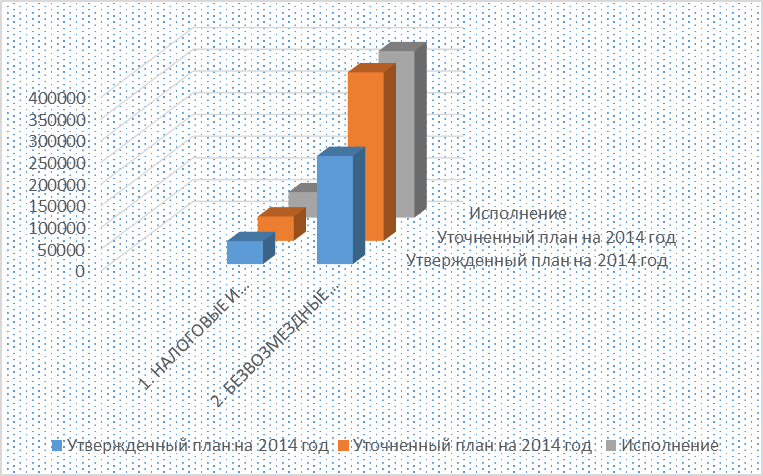 400000
350000
300000
250000
200000
150000
100000
50000
0
Исполнение
Уточненный план на 2014 год
Утвержденный план на 2014 год
1. НАЛОГОВЫЕ И...
2. БЕЗВОЗМЕЗДНЫЕ...
Утвержденный план на 2014 год Уточненный план на 2014 год Исполнение